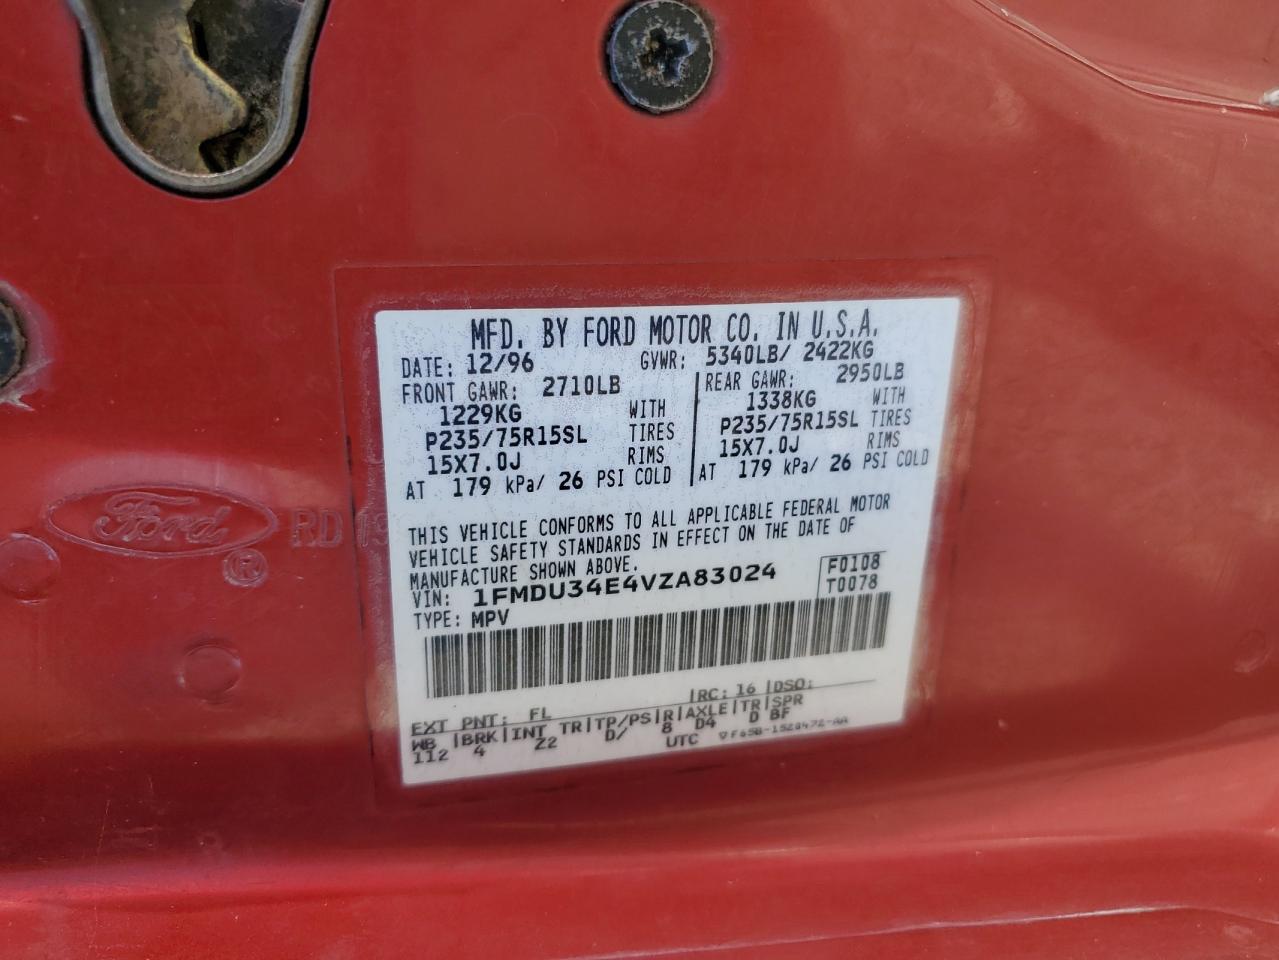 MFD. BY FORD MOTOR CO. IN U.S.A.
DATE: 12/96 GVWR: 5340LB/ 2422KG
FRONT GAWR: 2710LB REAR GAWR: 2950LB
1229KG WITH 1338KG WITH
P235/75R15SL TIRES P235/75R15SL TIRES
15X7.0J RIMS 15X7.0J RIMS
AT 179 kPa/ 26 PSI COLD AT 179 kPa/ 26 PSI COLD
THIS VEHICLE CONFORMS TO ALL APPLICABLE FEDERAL MOTOR
VEHICLE SAFETY STANDARDS IN EFFECT ON THE DATE OF
MANUFACTURE SHOWN ABOVE.
VIN: 1FMDU34E4VZA83024 F0108
TYPE: MPV T0078
EXT PNT: FL RC: 16 DSO:
WB BRK INT TR TP/PS R AXLE TR SPR
112 4 Z2 D/ 8 D4 D BF
UTC ▽F65B-1520472-AA
Ford ® RD